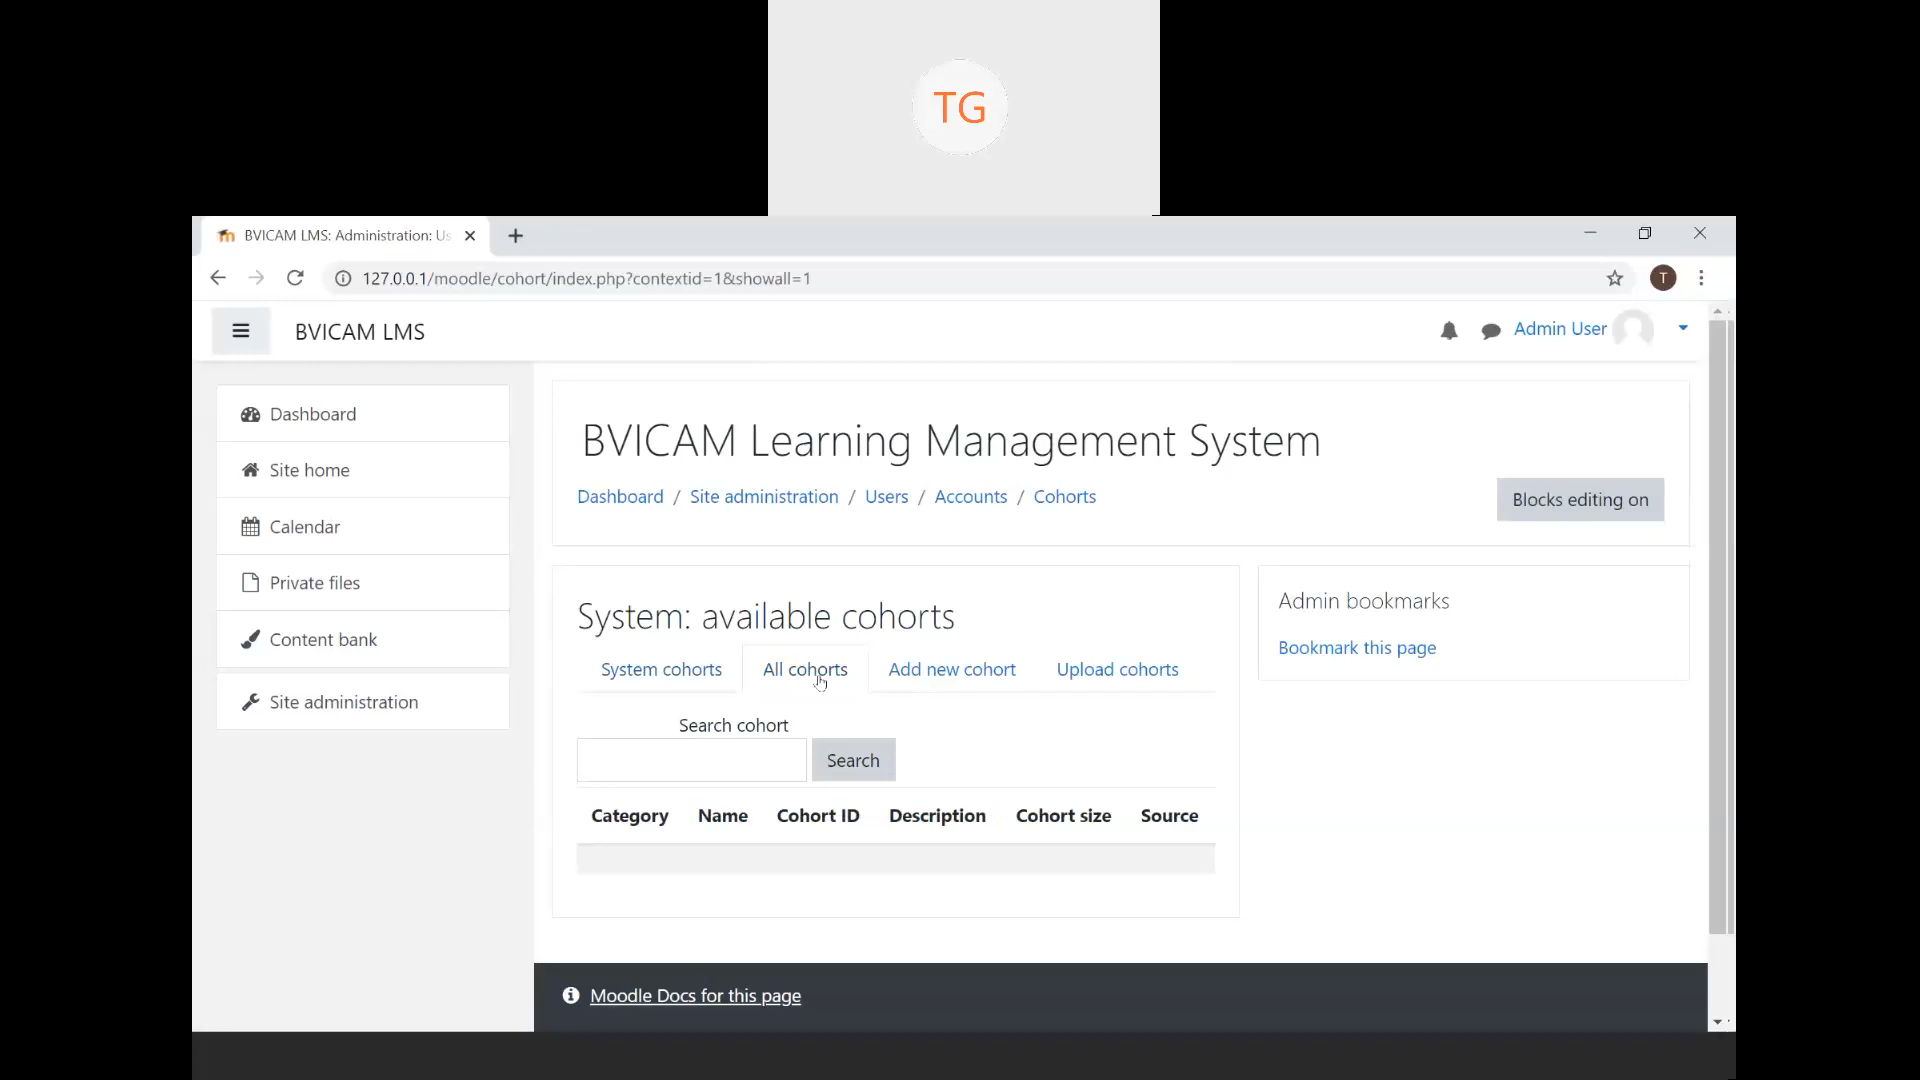 TG
BVICAM LMS: Administration: Us
127.0.0.1/moodle/cohort/index.php?contextid=1&showall=1
T
BVICAM LMS
Admin User
Dashboard
Site home
Calendar
Private files
Content bank
Site administration
BVICAM Learning Management System
Dashboard / Site administration / Users / Accounts / Cohorts
Blocks editing on
System: available cohorts
System cohorts All cohorts Add new cohort Upload cohorts
Search cohort
Search
Category Name Cohort ID Description Cohort size Source
Admin bookmarks
Bookmark this page
Moodle Docs for this page